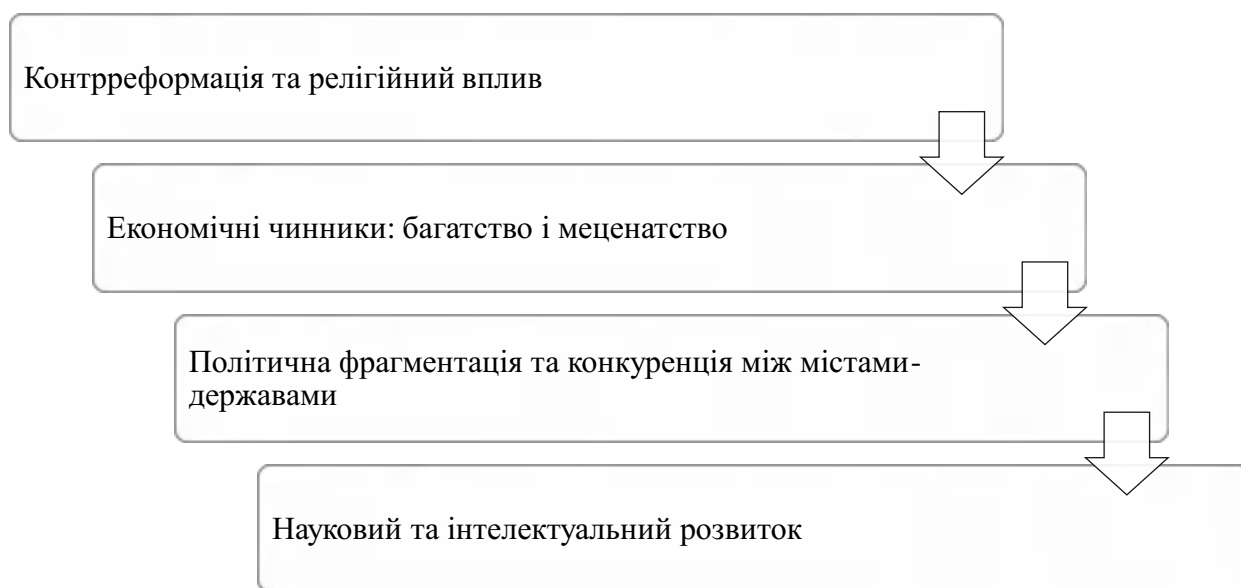 Контрреформація та релігійний вплив
Економічні чинники: багатство і меценатство
Політична фрагментація та конкуренція між містами-
державами
Науковий та інтелектуальний розвиток